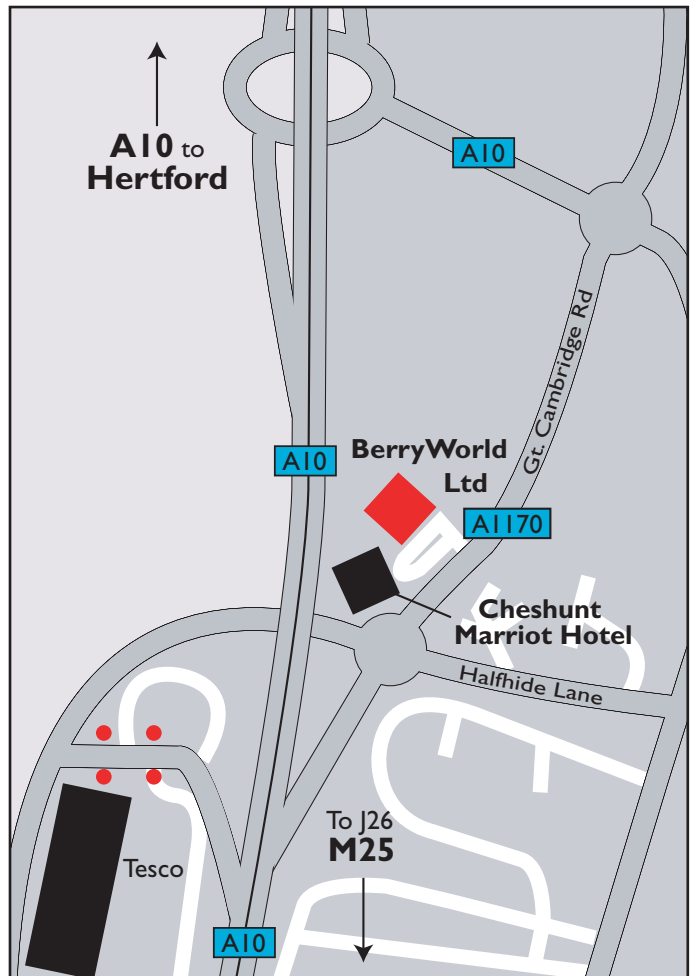 A10 to
Hertford
A10
Gt. Cambridge Rd
A10
BerryWorld
Ltd
A1170
Cheshunt
Marriot Hotel
Halfhide Lane
To J26
M25
Tesco
A10